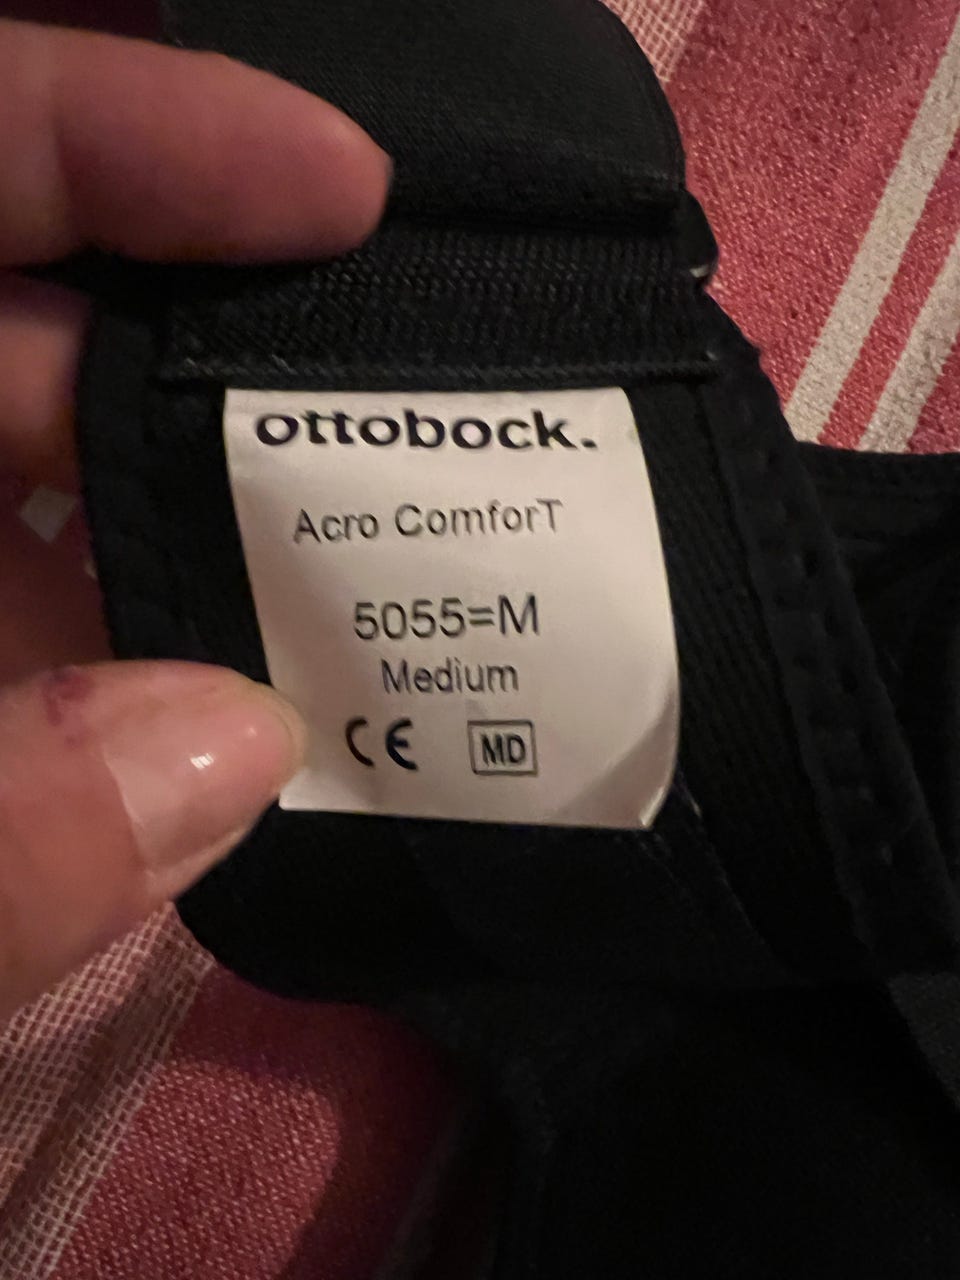 ottobock.
Acro ComforT
5055=M
Medium
CE MD